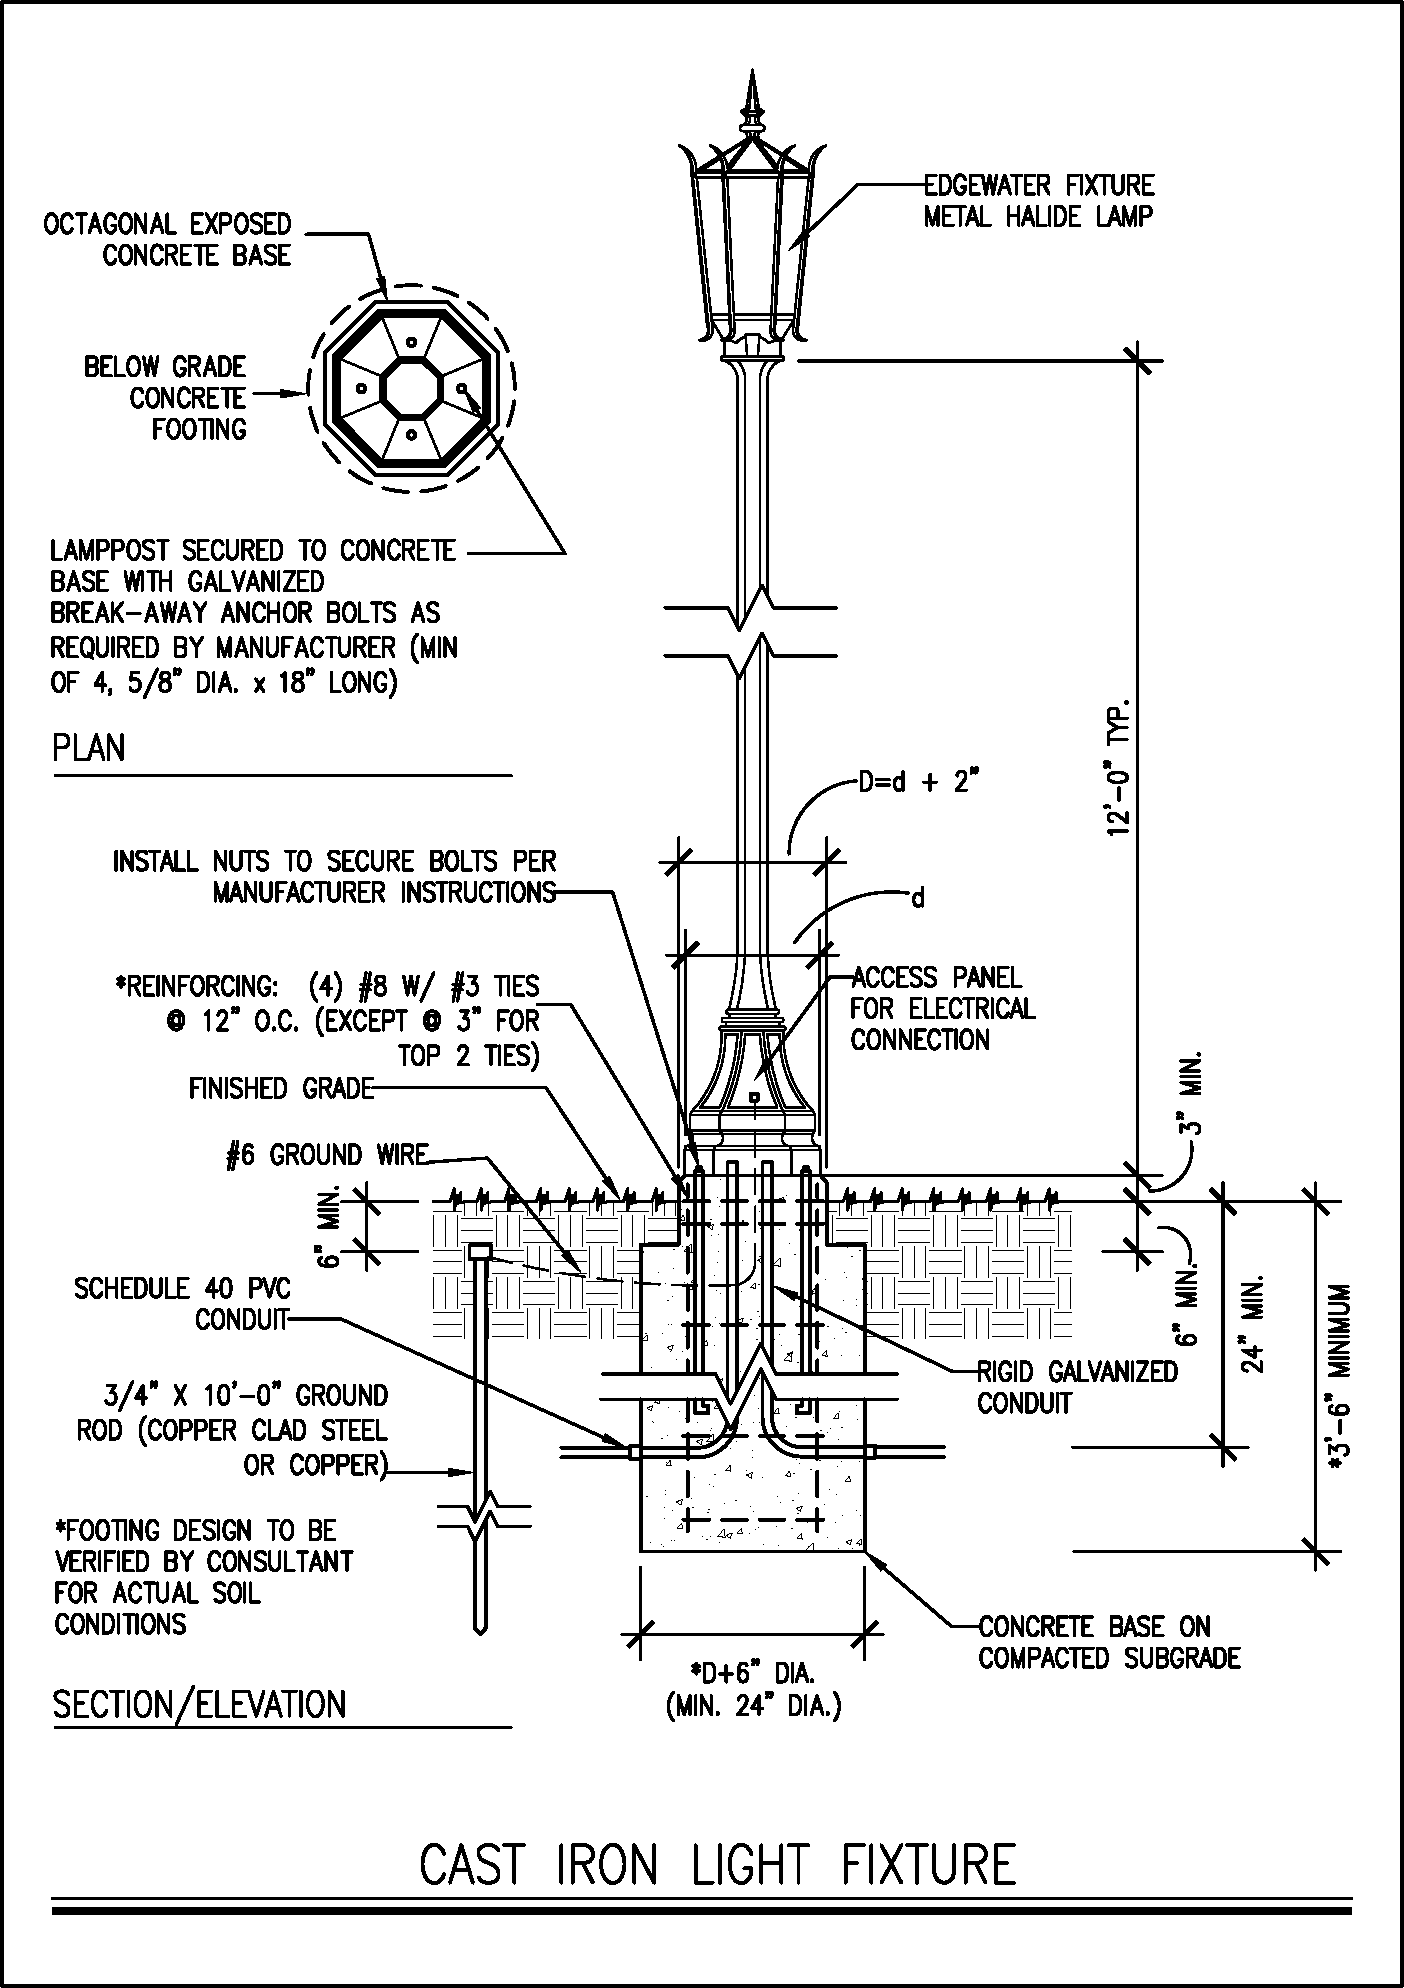 EDGEWATER FIXTURE
METAL HALIDE LAMP
OCTAGONAL EXPOSED
CONCRETE BASE
BELOW GRADE
CONCRETE
FOOTING
LAMPPOST SECURED TO CONCRETE
BASE WITH GALVANIZED
BREAK-AWAY ANCHOR BOLTS AS
REQUIRED BY MANUFACTURER (MIN
OF 4, 5/8" DIA. x 18" LONG)
PLAN
12'-0" TYP.
D=d + 2"
INSTALL NUTS TO SECURE BOLTS PER
MANUFACTURER INSTRUCTIONS
d
*REINFORCING: (4) #8 W/ #3 TIES
@ 12" O.C. (EXCEPT @ 3" FOR
TOP 2 TIES)
ACCESS PANEL
FOR ELECTRICAL
CONNECTION
FINISHED GRADE
#6 GROUND WIRE
3" MIN.
6" MIN.
SCHEDULE 40 PVC
CONDUIT
6" MIN.
24" MIN.
*3'-6" MINIMUM
RIGID GALVANIZED
CONDUIT
3/4" X 10'-0" GROUND
ROD (COPPER CLAD STEEL
OR COPPER)
*FOOTING DESIGN TO BE
VERIFIED BY CONSULTANT
FOR ACTUAL SOIL
CONDITIONS
CONCRETE BASE ON
COMPACTED SUBGRADE
*D+6" DIA.
(MIN. 24" DIA.)
SECTION/ELEVATION
CAST IRON LIGHT FIXTURE